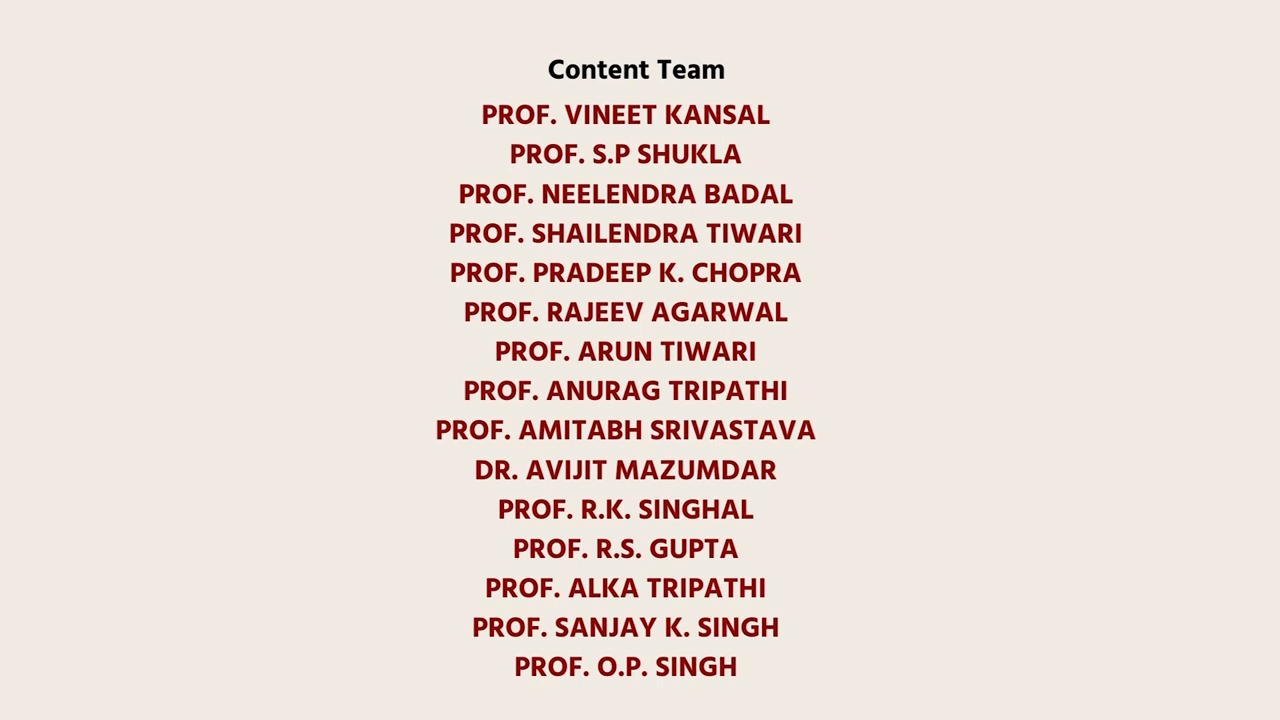 Content Team
PROF. VINEET KANSAL
PROF. S.P SHUKLA
PROF. NEELENDRA BADAL
PROF. SHAILENDRA TIWARI
PROF. PRADEEP K. CHOPRA
PROF. RAJEEV AGARWAL
PROF. ARUN TIWARI
PROF. ANURAG TRIPATHI
PROF. AMITABH SRIVASTAVA
DR. AVIJIT MAZUMDAR
PROF. R.K. SINGHAL
PROF. R.S. GUPTA
PROF. ALKA TRIPATHI
PROF. SANJAY K. SINGH
PROF. O.P. SINGH